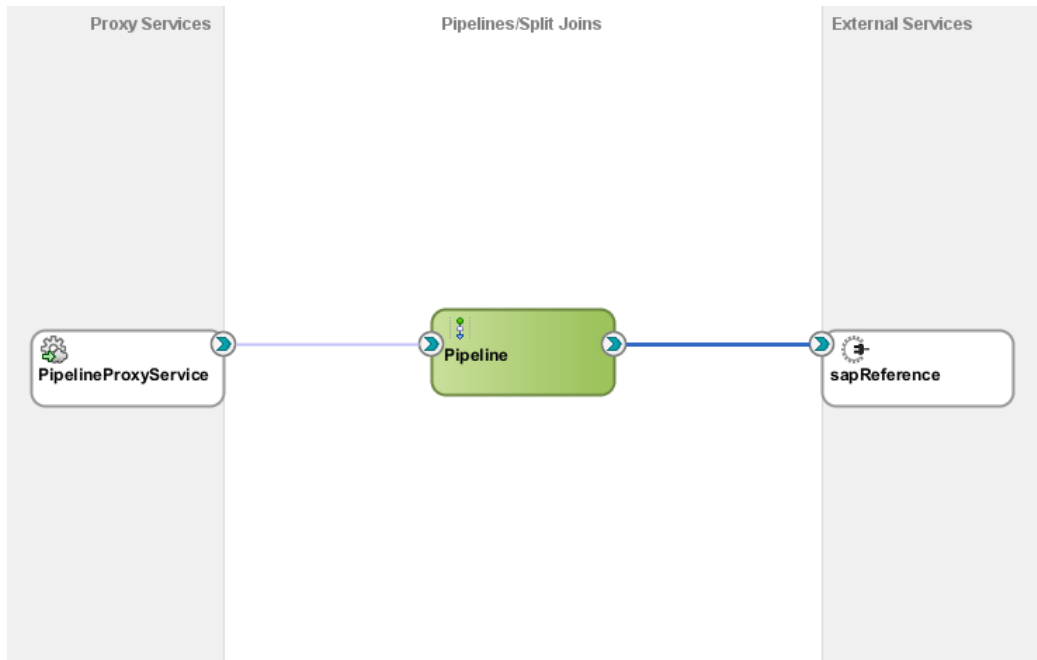 Proxy Services
Pipelines/Split Joins
External Services
PipelineProxyService
Pipeline
sapReference